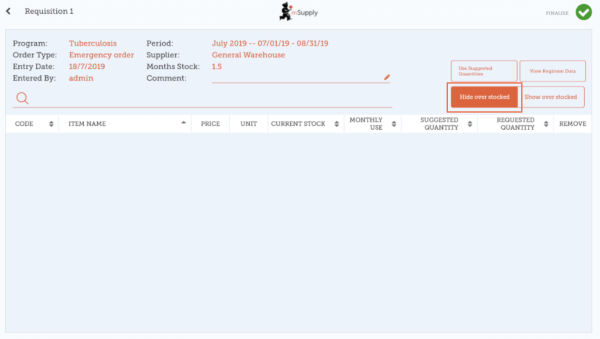 Requisition 1
mSupply
FINALISE
Program: Tuberculosis
Order Type: Emergency order
Entry Date: 18/7/2019
Entered By: admin
Period: July 2019 -- 07/01/19 - 08/31/19
Supplier: General Warehouse
Months Stock: 1.5
Comment:
Use Suggested
Quantities
View Regimen Data
Hide over stocked
Show over stocked
CODE ITEM NAME PRICE UNIT CURRENT STOCK MONTHLY USE SUGGESTED QUANTITY REQUESTED QUANTITY REMOVE